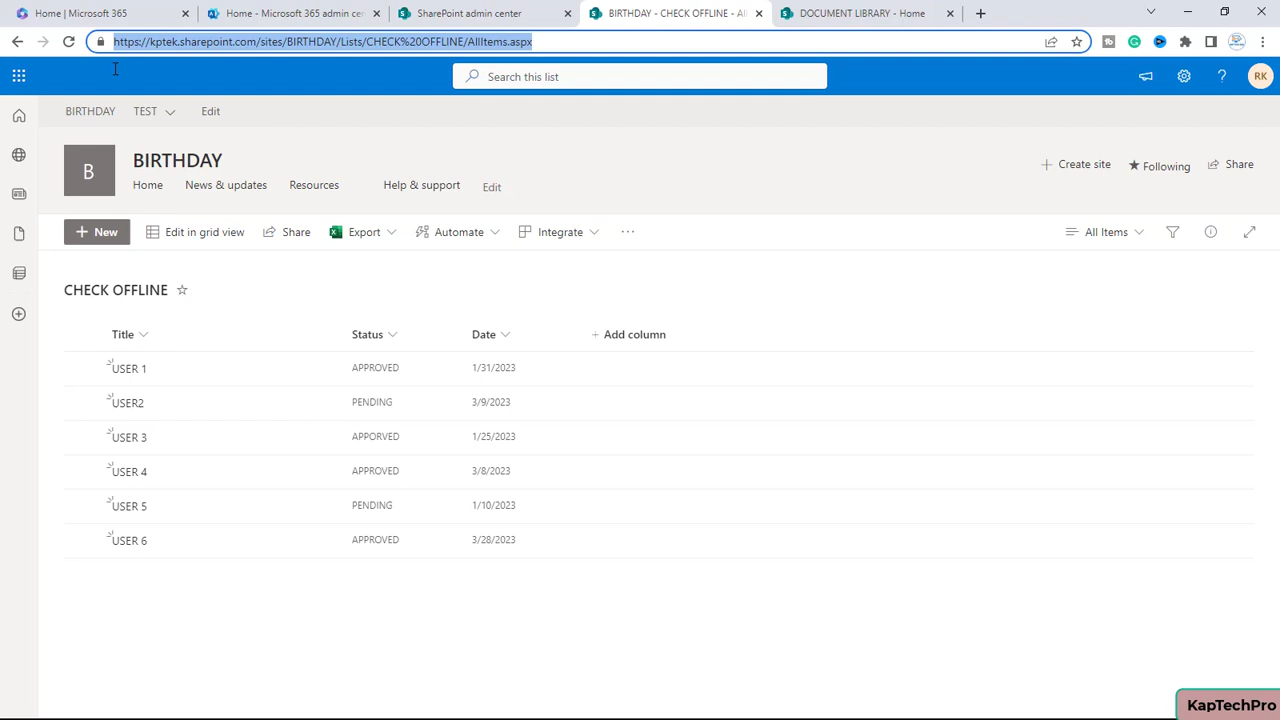 Home | Microsoft 365
Home - Microsoft 365 admin cen
SharePoint admin center
BIRTHDAY - CHECK OFFLINE - All
DOCUMENT LIBRARY - Home
https://kptek.sharepoint.com/sites/BIRTHDAY/Lists/CHECK%20OFFLINE/AllItems.aspx
Search this list
RK
BIRTHDAY TEST Edit
B
BIRTHDAY
Home News & updates Resources Help & support Edit
Create site Following Share
New Edit in grid view Share Export Automate Integrate All Items
CHECK OFFLINE
Title Status Date Add column
USER 1 APPROVED 1/31/2023
USER2 PENDING 3/9/2023
USER 3 APPORVED 1/25/2023
USER 4 APPROVED 3/8/2023
USER 5 PENDING 1/10/2023
USER 6 APPROVED 3/28/2023
KapTechPro